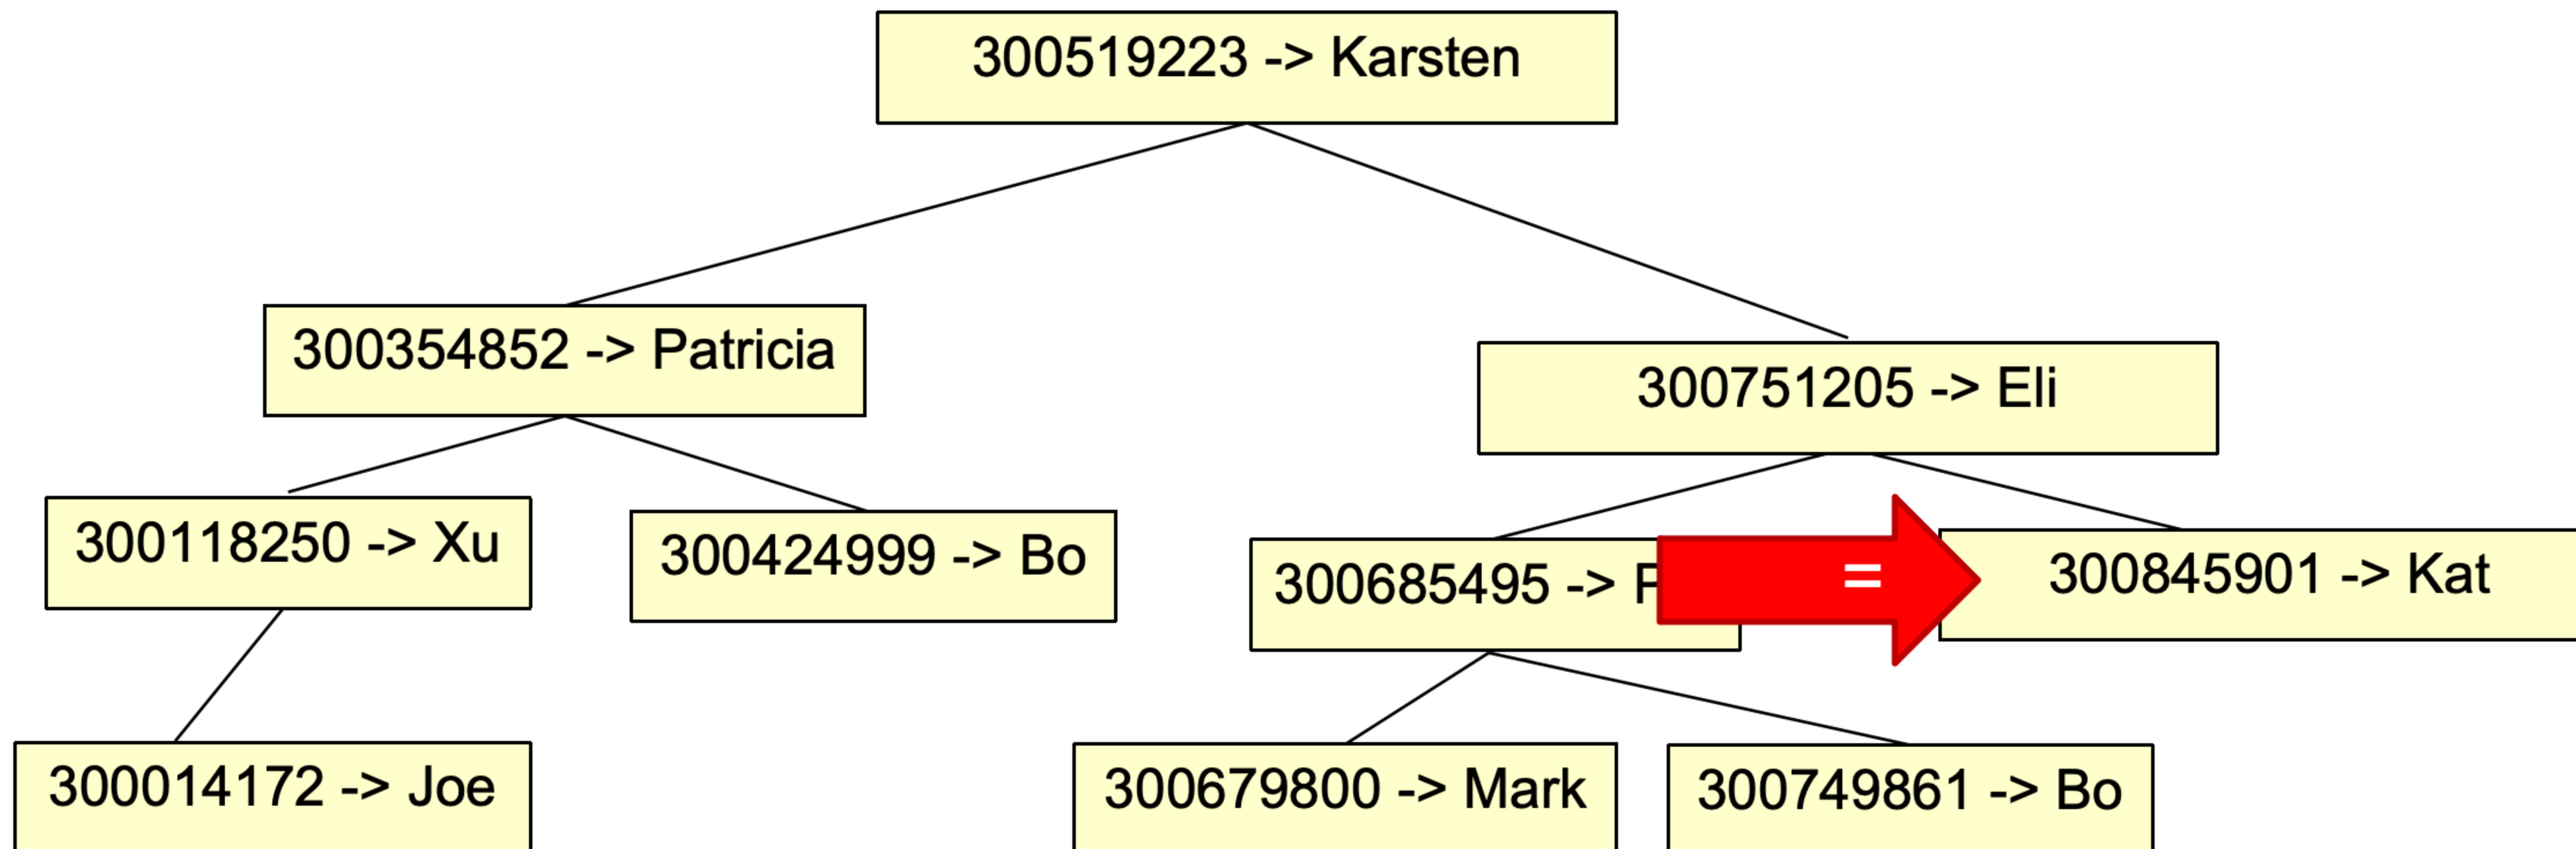 300519223 -> Karsten
300354852 -> Patricia
300751205 -> Eli
300118250 -> Xu
300424999 -> Bo
300685495 ->
=
300845901 -> Kat
300014172 -> Joe
300679800 -> Mark
300749861 -> Bo